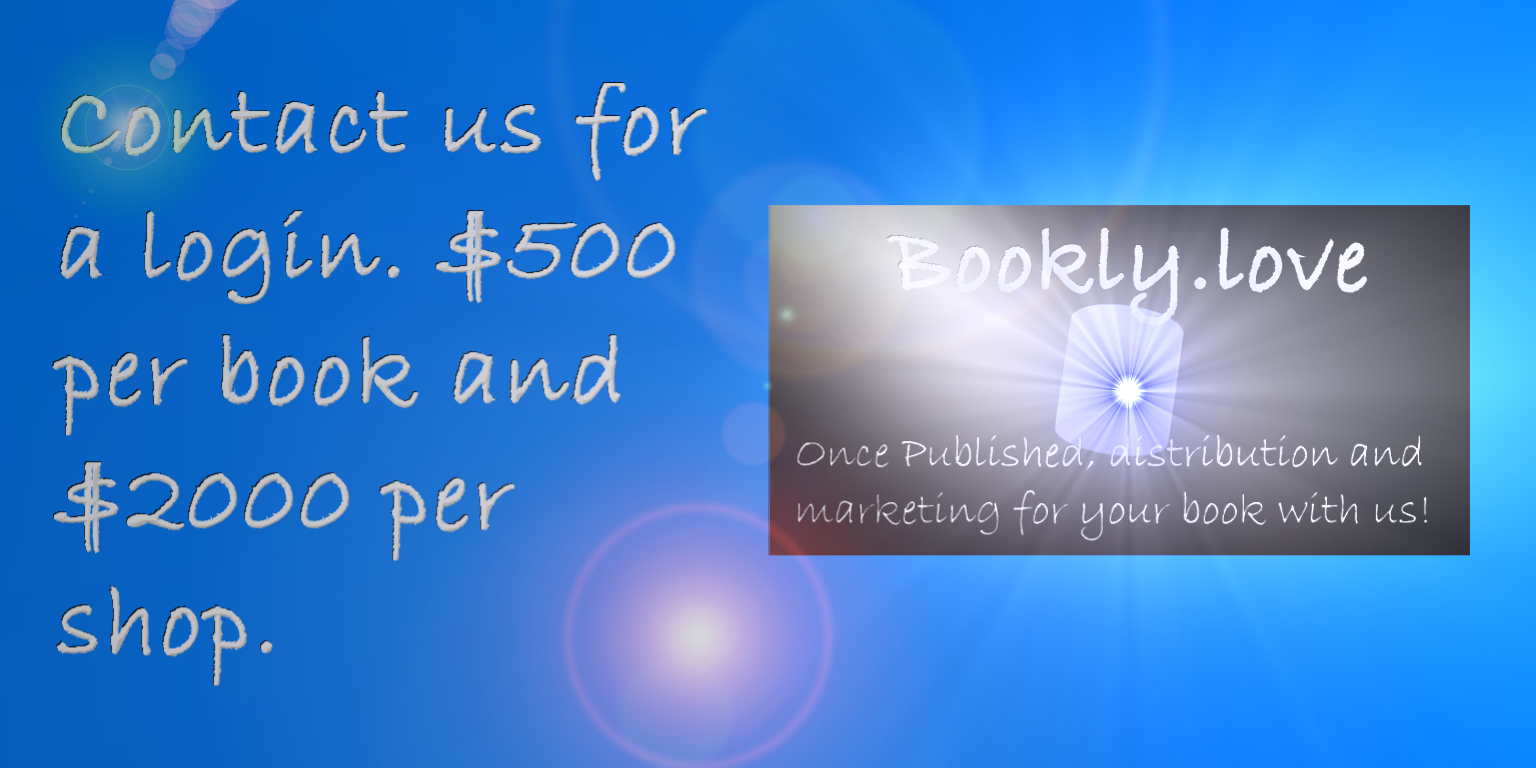 Contact us for
a login. $500
per book and
$2000 per
shop.
Bookly.love
Once Published, distribution and
marketing for your book with us!